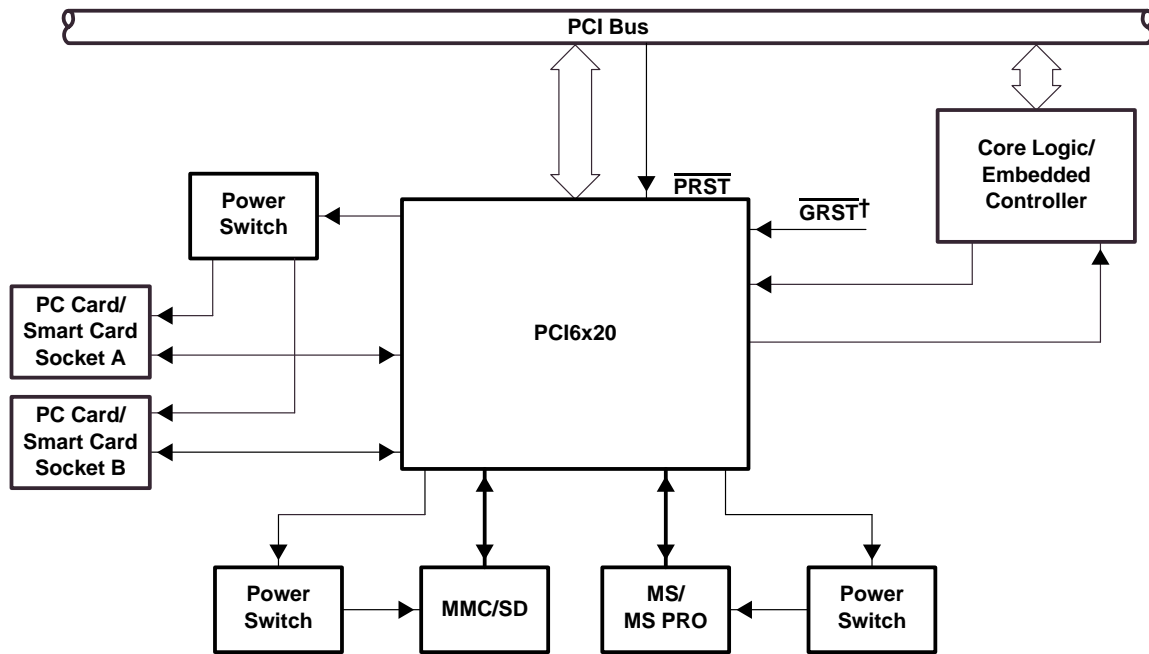 PCI Bus
Core Logic/
Embedded
Controller
PRST
GRST†
Power
Switch
PC Card/
Smart Card
Socket A
PCI6x20
PC Card/
Smart Card
Socket B
Power
Switch
MMC/SD
MS/
MS PRO
Power
Switch